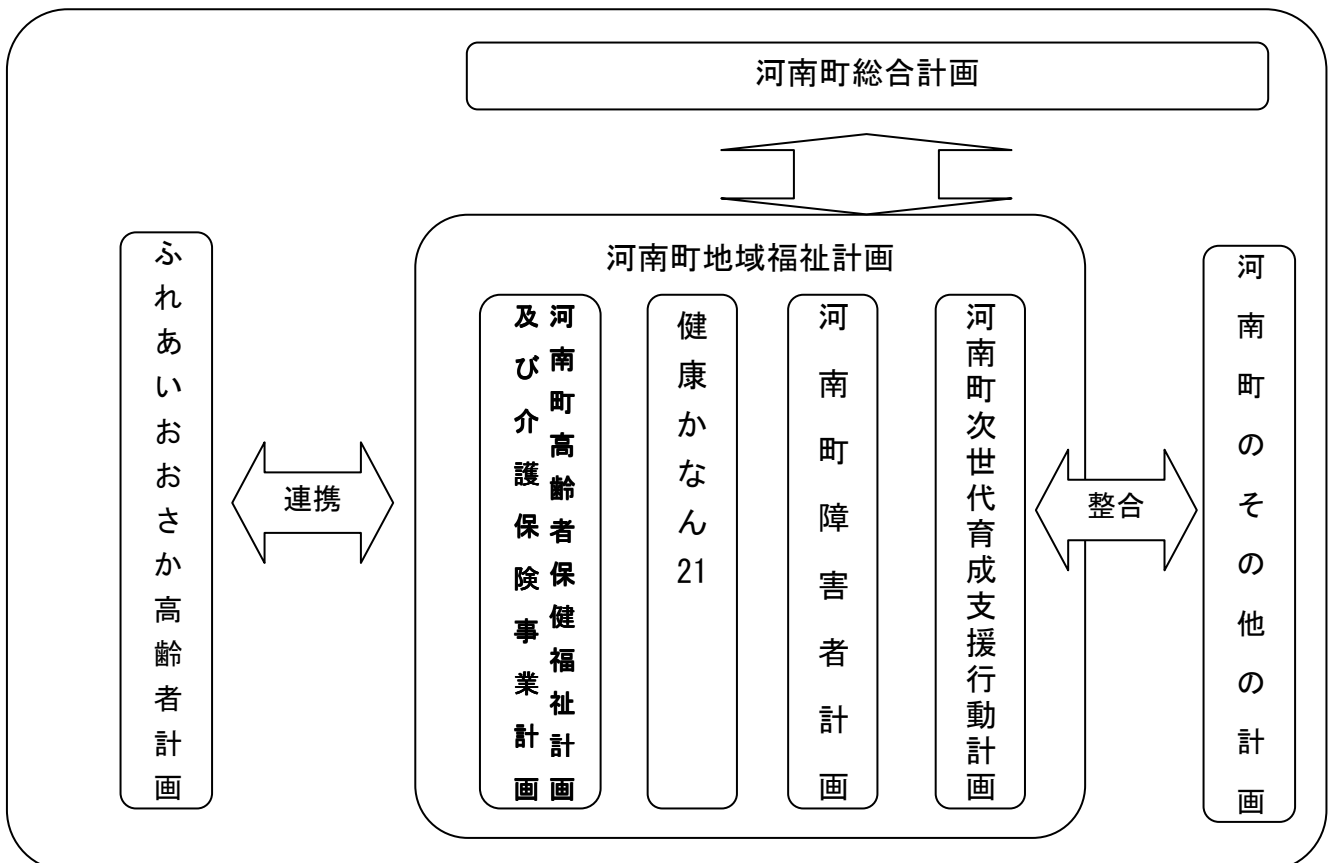 河南町総合計画
河南町地域福祉計画
ふれあいおおさか高齢者計画
連携
河南町高齢者保健福祉計画
及び介護保険事業計画
健康かなん21
河南町障害者計画
河南町次世代育成支援行動計画
整合
河南町のその他の計画